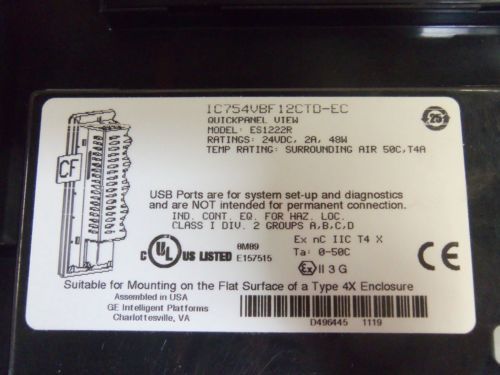 IC754VBF12CTD-EC
QUICKPANEL VIEW
MODEL: ES1222R
RATINGS: 24VDC, 2A, 48W
TEMP RATING: SURROUNDING AIR 50C,T4A
25
CF
USB Ports are for system set-up and diagnostics
and are NOT intended for permanent connection.
IND. CONT. EQ. FOR HAZ. LOC.
CLASS I DIV. 2 GROUPS A,B,C,D
C UL US LISTED
0M09
E157515
Ex nC IIC T4 X
Ta: 0-50C
Ex II 3 G
CE
Suitable for Mounting on the Flat Surface of a Type 4X Enclosure
Assembled in USA
GE Intelligent Platforms
Charlottesville, VA
D496445 1119